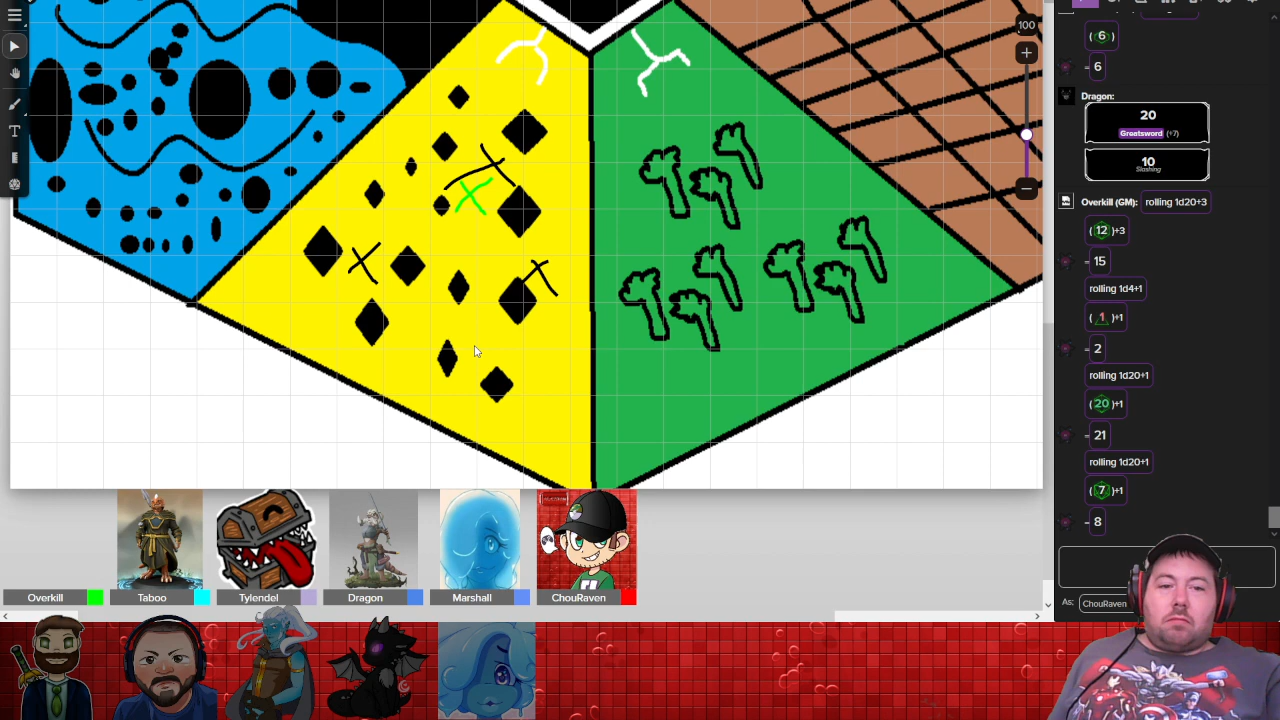 100
(6)
= 6
Dragon:
20
Greatsword (+7)
10
Slashing
Overkill (GM): rolling 1d20+3
(12)+3
= 15
rolling 1d4+1
(1)+1
= 2
rolling 1d20+1
(20)+1
= 21
rolling 1d20+1
(7)+1
= 8
As: ChouRaven
Overkill
Taboo
Tylendel
Dragon
Marshall
ChouRaven